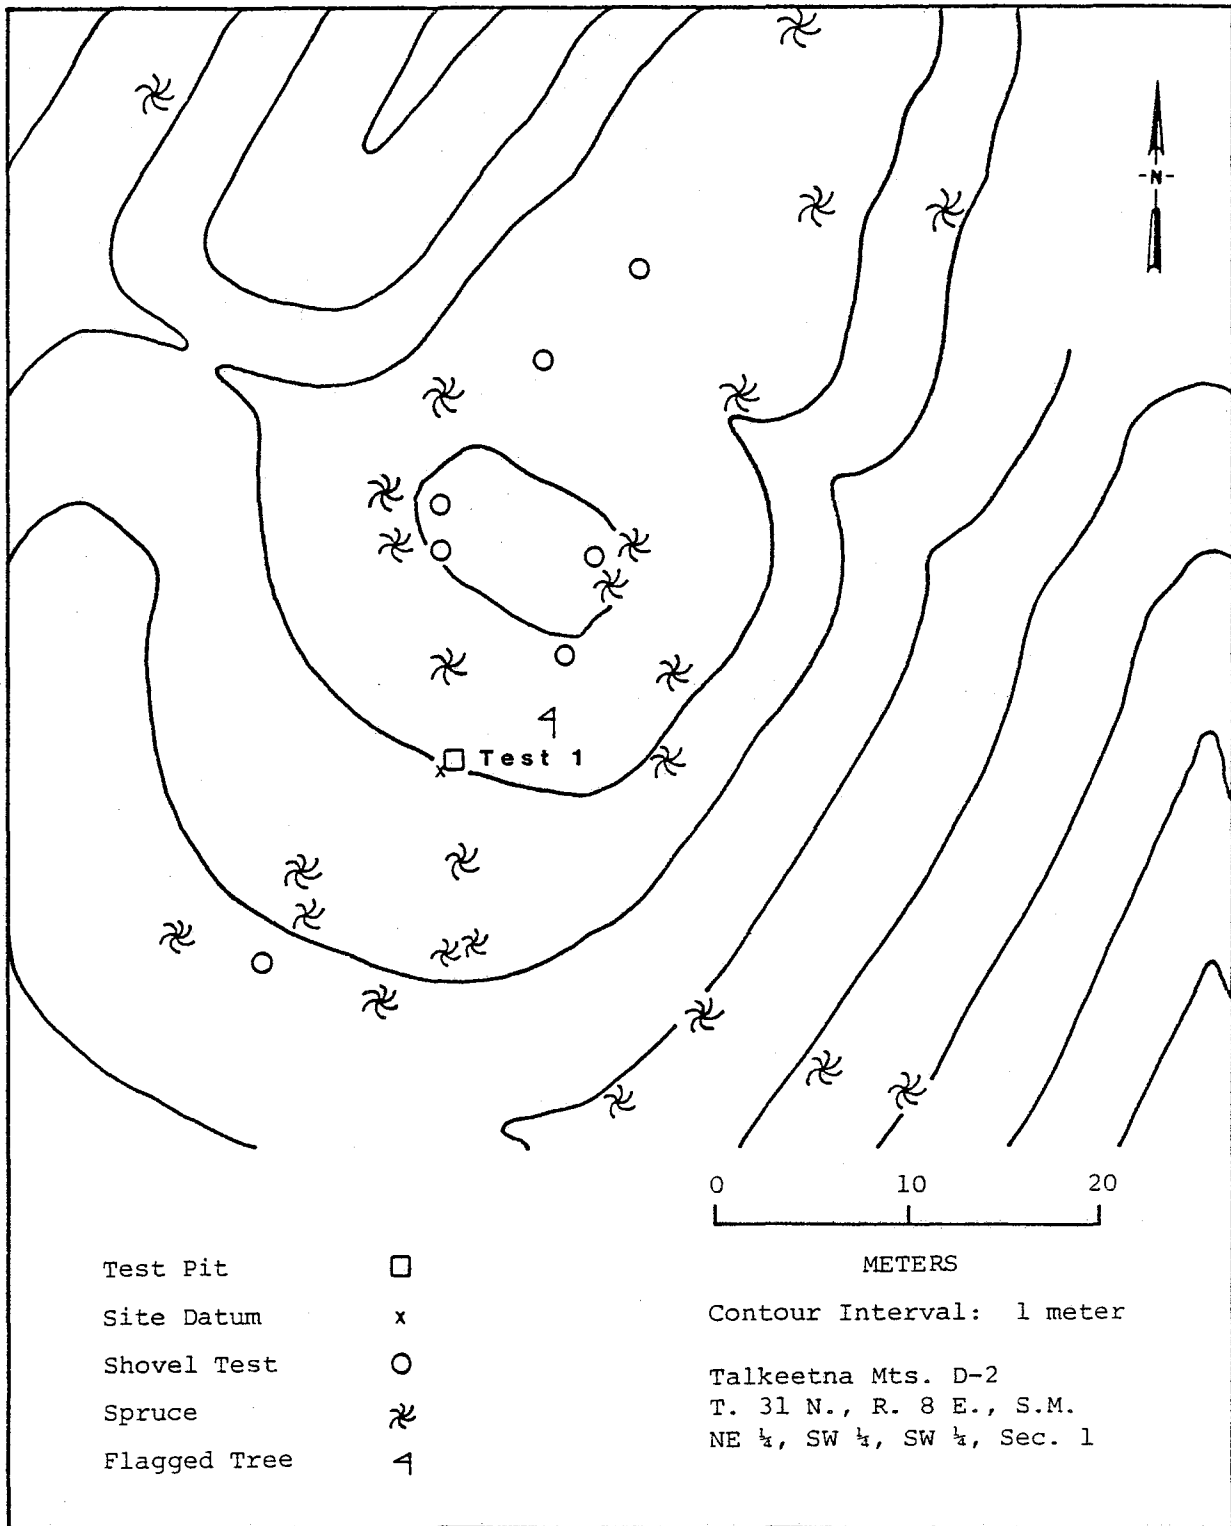 -N-
Test 1
0 10 20
METERS
Contour Interval: 1 meter
Talkeetna Mts. D-2
T. 31 N., R. 8 E., S.M.
NE ¼, SW ¼, SW ¼, Sec. 1
Test Pit
Site Datum x
Shovel Test
Spruce
Flagged Tree